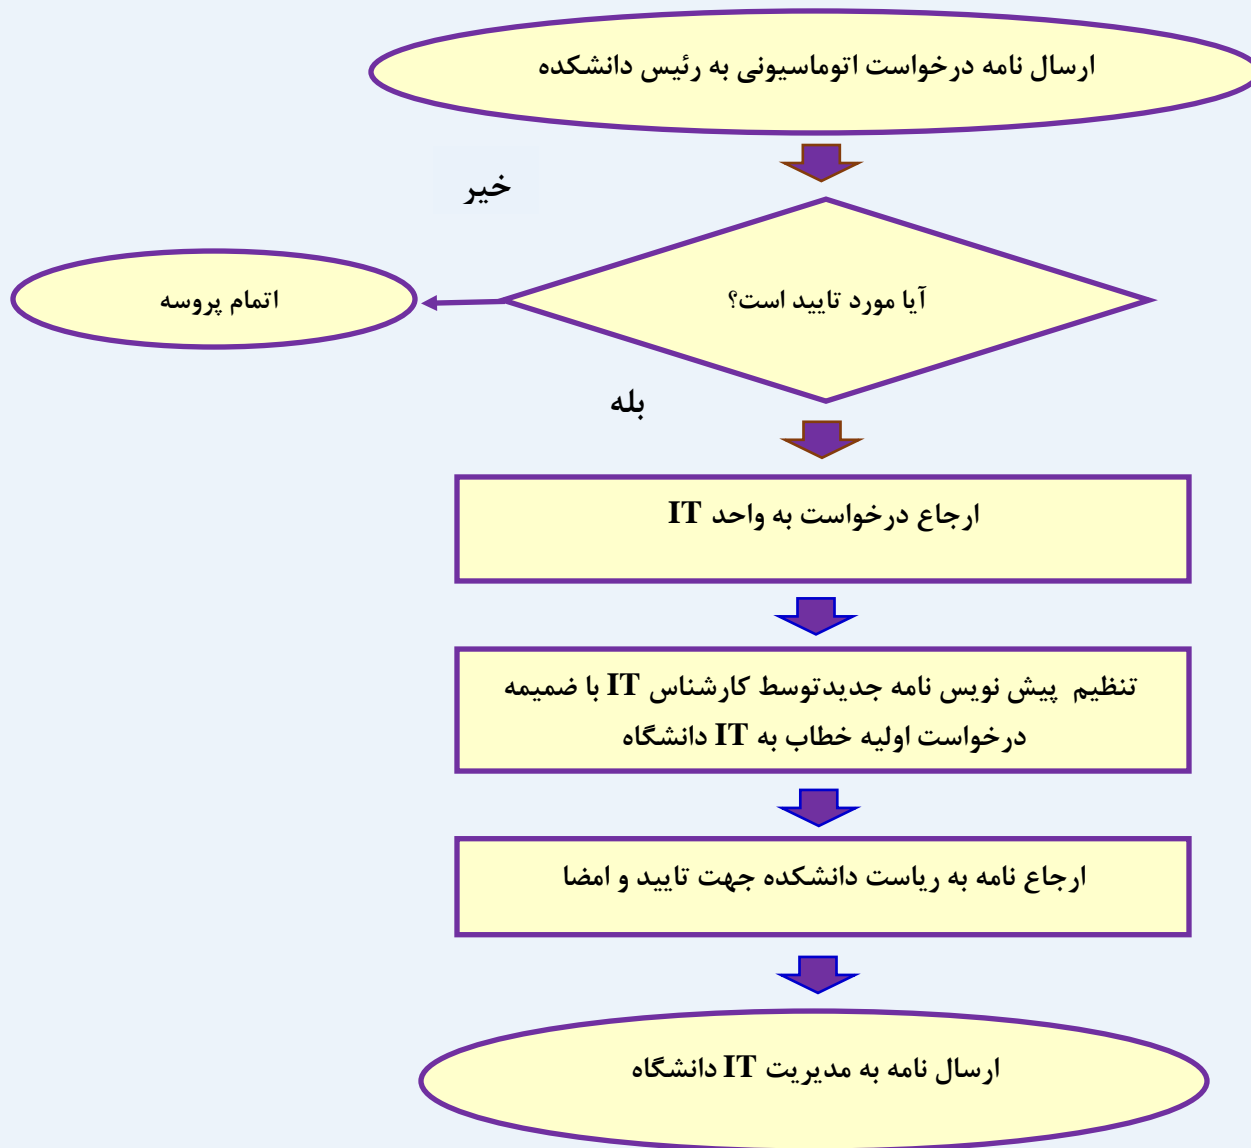 ارسال نامه درخواست اتوماسیونی به رئیس دانشکده
خیر
آیا مورد تایید است؟
اتمام پروسه
بله
ارجاع درخواست به واحد IT
تنظیم پیش نویس نامه جدیدتوسط کارشناس IT با ضمیمه
درخواست اولیه خطاب به IT دانشگاه
ارجاع نامه به ریاست دانشکده جهت تایید و امضا
ارسال نامه به مدیریت IT دانشگاه